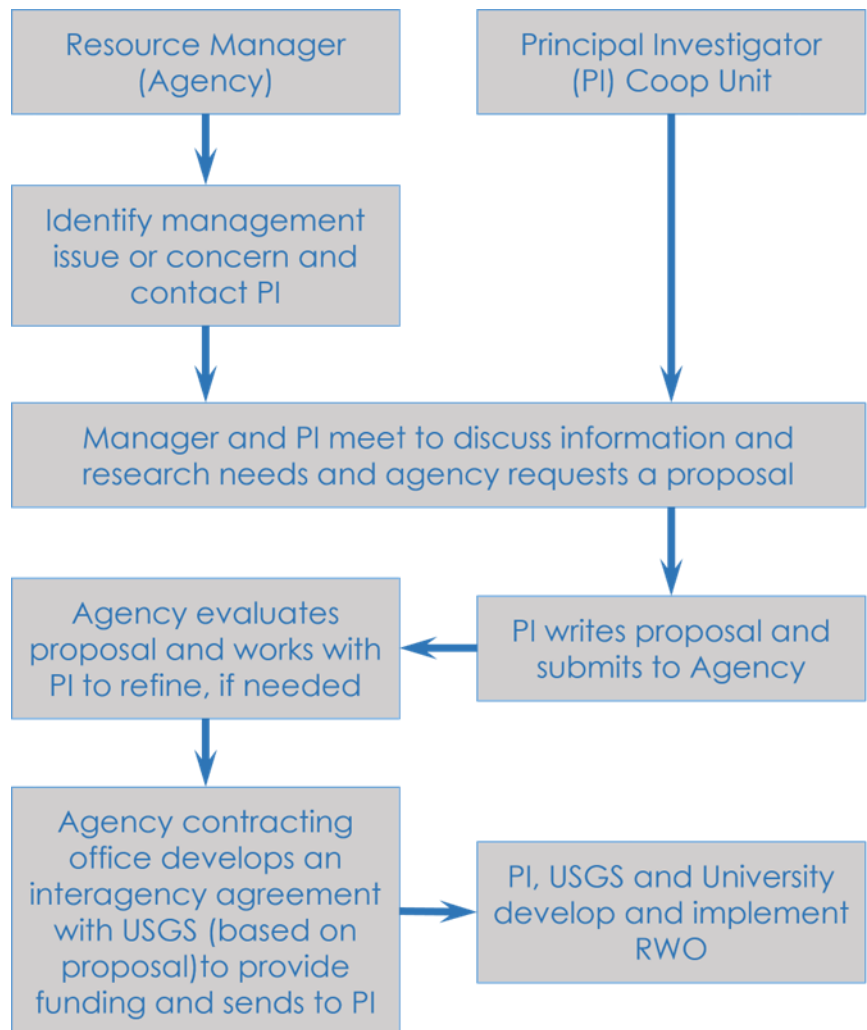 Resource Manager
(Agency)
Principal Investigator
(PI) Coop Unit
Identify management
issue or concern and
contact PI
Manager and PI meet to discuss information and
research needs and agency requests a proposal
PI writes proposal and
submits to Agency
Agency evaluates
proposal and works with
PI to refine, if needed
Agency contracting
office develops an
interagency agreement
with USGS (based on
proposal)to provide
funding and sends to PI
PI, USGS and University
develop and implement
RWO